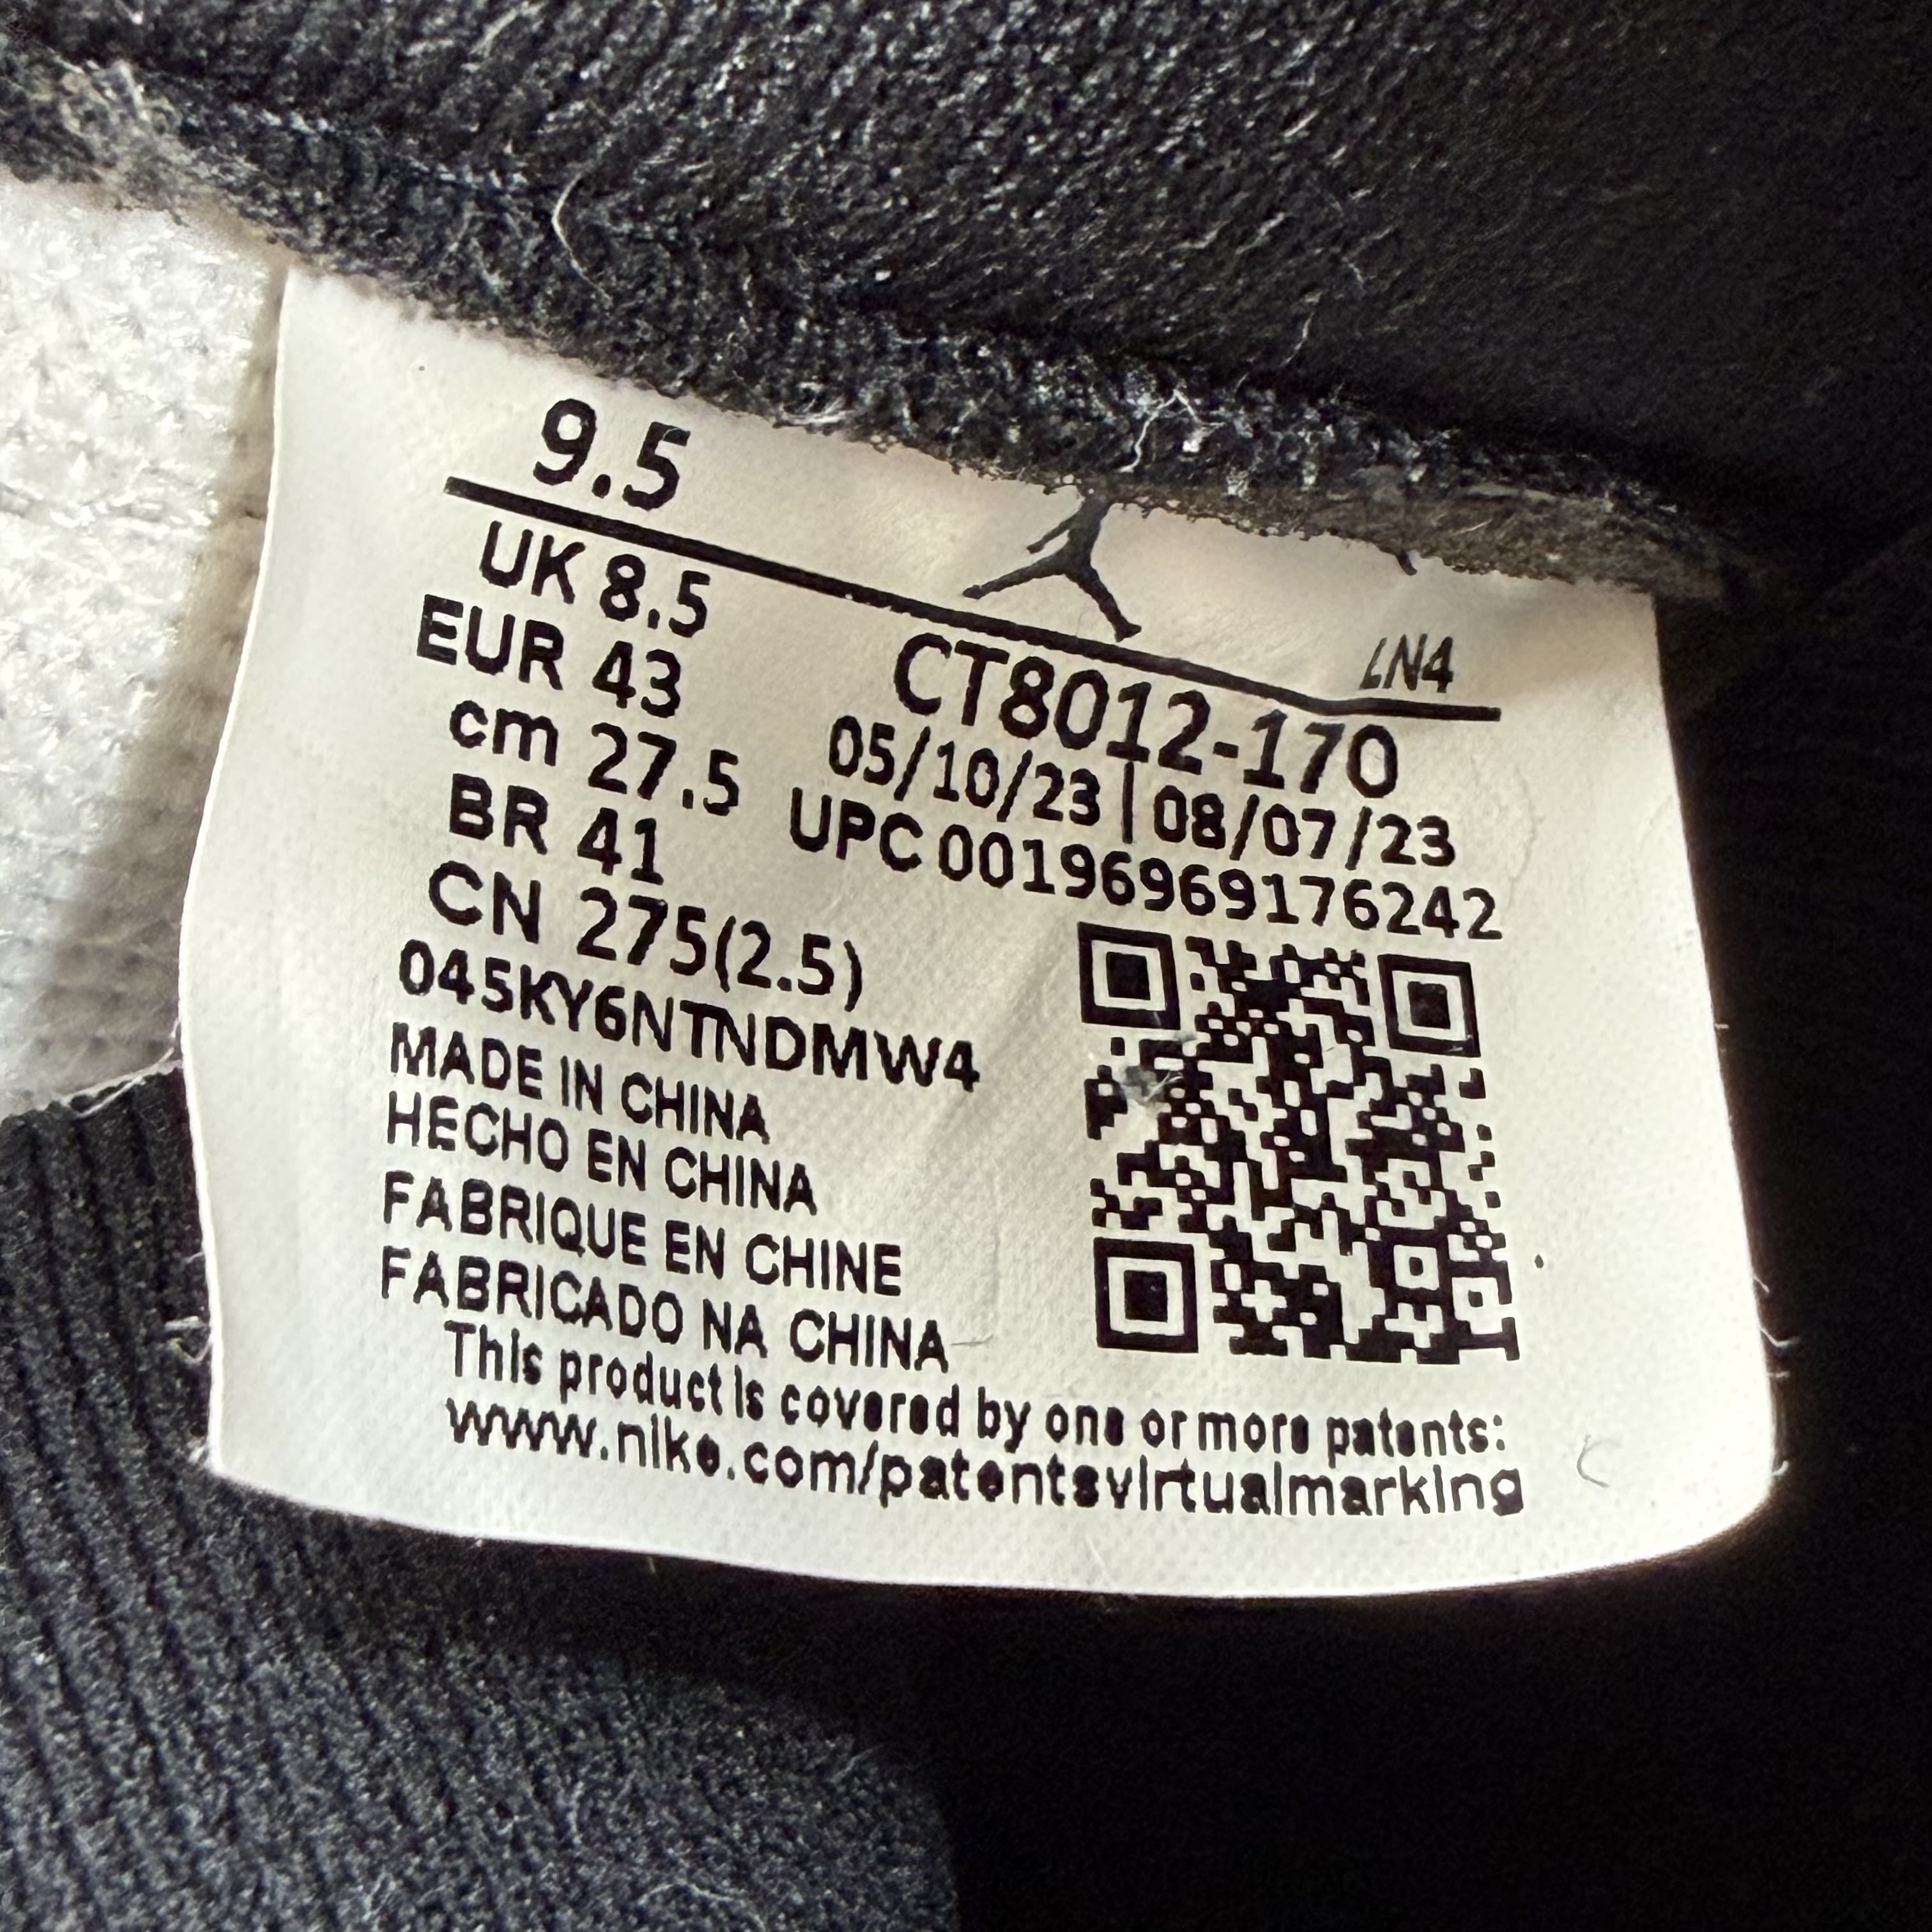 9.5
LN4
UK 8.5
EUR 43
cm 27.5
BR 41
CN 275(2.5)
CT8012-170
05/10/23|08/07/23
UPC 00196969176242
045KY6NTNDMW4
MADE IN CHINA
HECHO EN CHINA
FABRIQUE EN CHINE
FABRICADO NA CHINA
This product is covered by one or more patents:
www.nike.com/patentsvirtualmarking